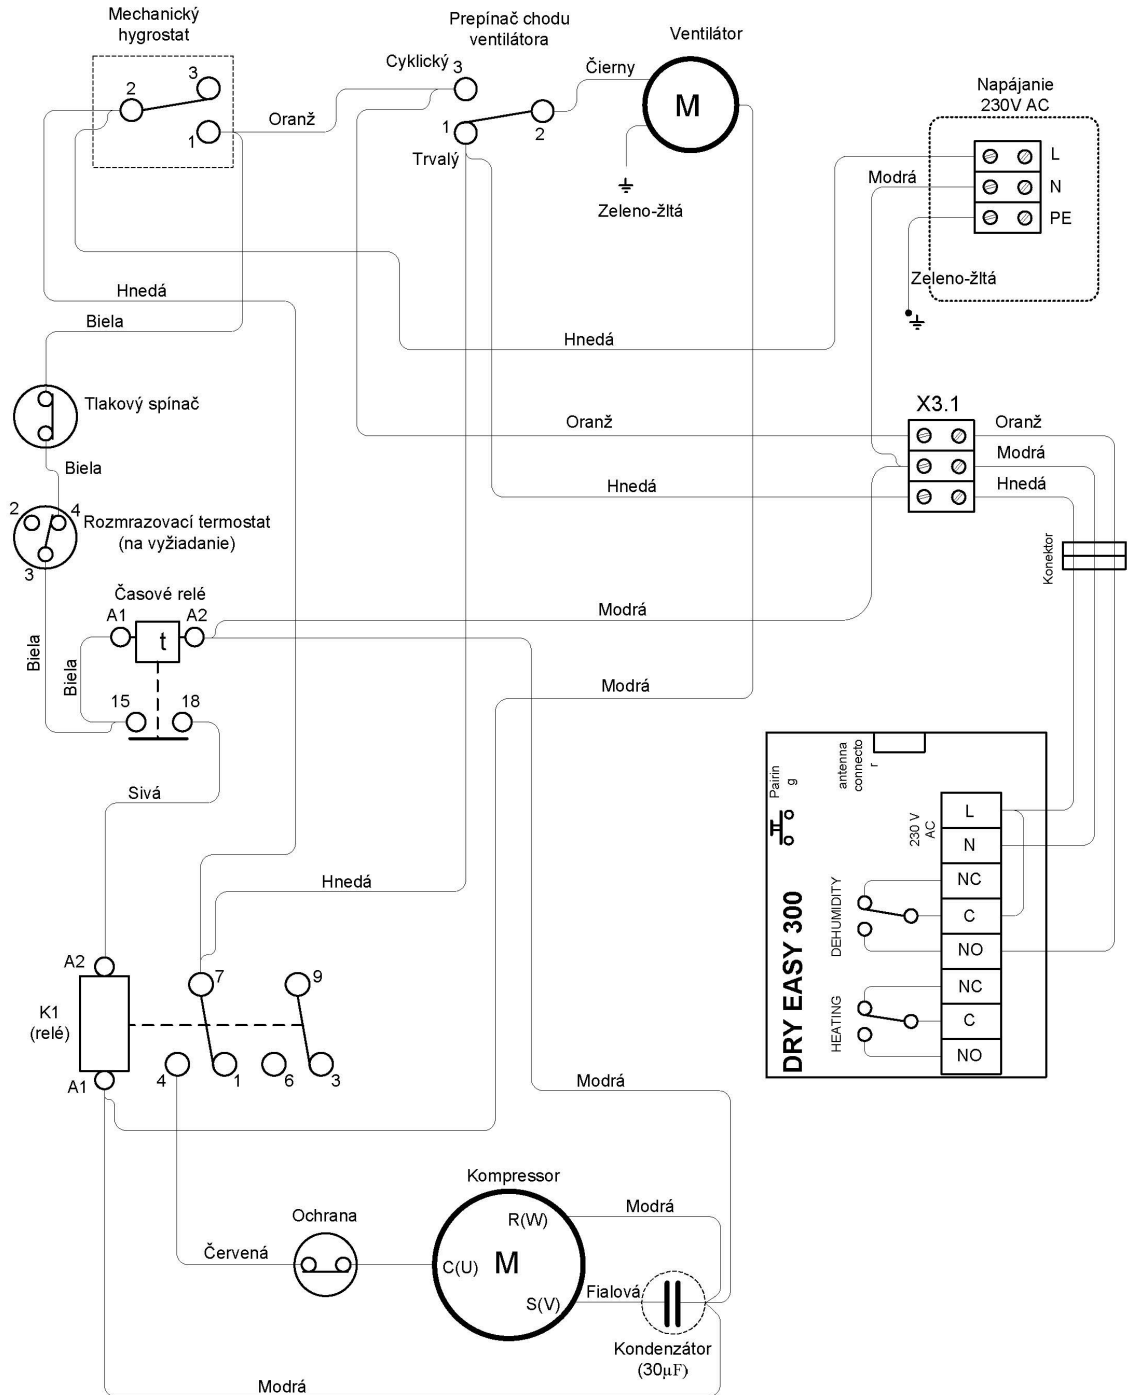 Mechanický
hygrostat
3
2
1
Oranž
Prepínač chodu
ventilátora
Cyklický 3
1
2
Trvalý
Čierny
Ventilátor
M
Zeleno-žltá
Napájanie
230V AC
L
N
PE
Modrá
Zeleno-žltá
Hnedá
Biela
Hnedá
Tlakový spínač
X3.1
Oranž
Oranž
Modrá
Hnedá
Hnedá
Biela
2
4
3
Rozmrazovací termostat
(na vyžiadanie)
Konektor
Časové relé
A1
t
A2
Modrá
Biela
Biela
Modrá
15
18
Sivá
Hnedá
Pairin
g
antenna
connecto
r
230 V
AC
L
N
NC
C
NO
NC
C
NO
DEHUMIDITY
HEATING
DRY EASY 300
A2
K1
(relé)
A1
7
9
4
1
6
3
Modrá
Kompressor
R(W)
C(U)
M
S(V)
Modrá
Ochrana
Červená
Fialová
Kondenzátor
(30µF)
Modrá